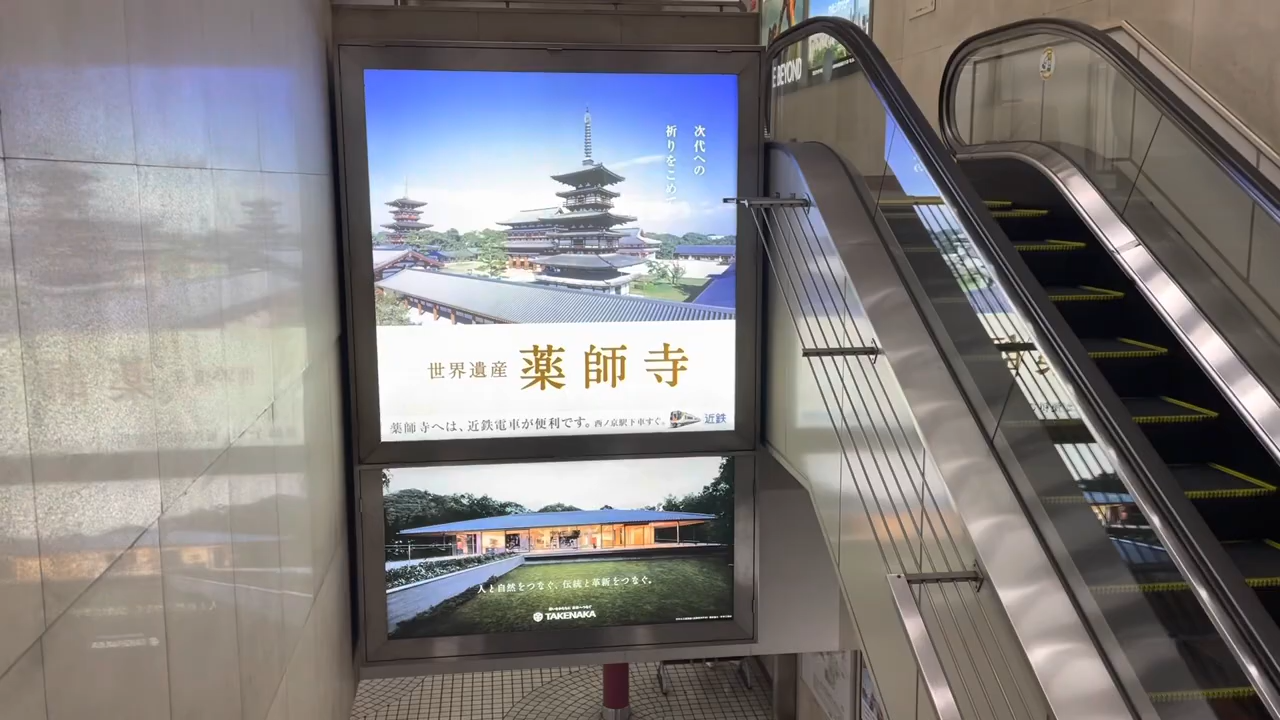 次代への
祈りをこめて
世界遺産 薬師寺
薬師寺へは、近鉄電車が便利です。西ノ京駅下車すぐ。 近鉄
人と自然をつなぐ、伝統と革新をつなぐ。
TAKENAKA
E BEYOND